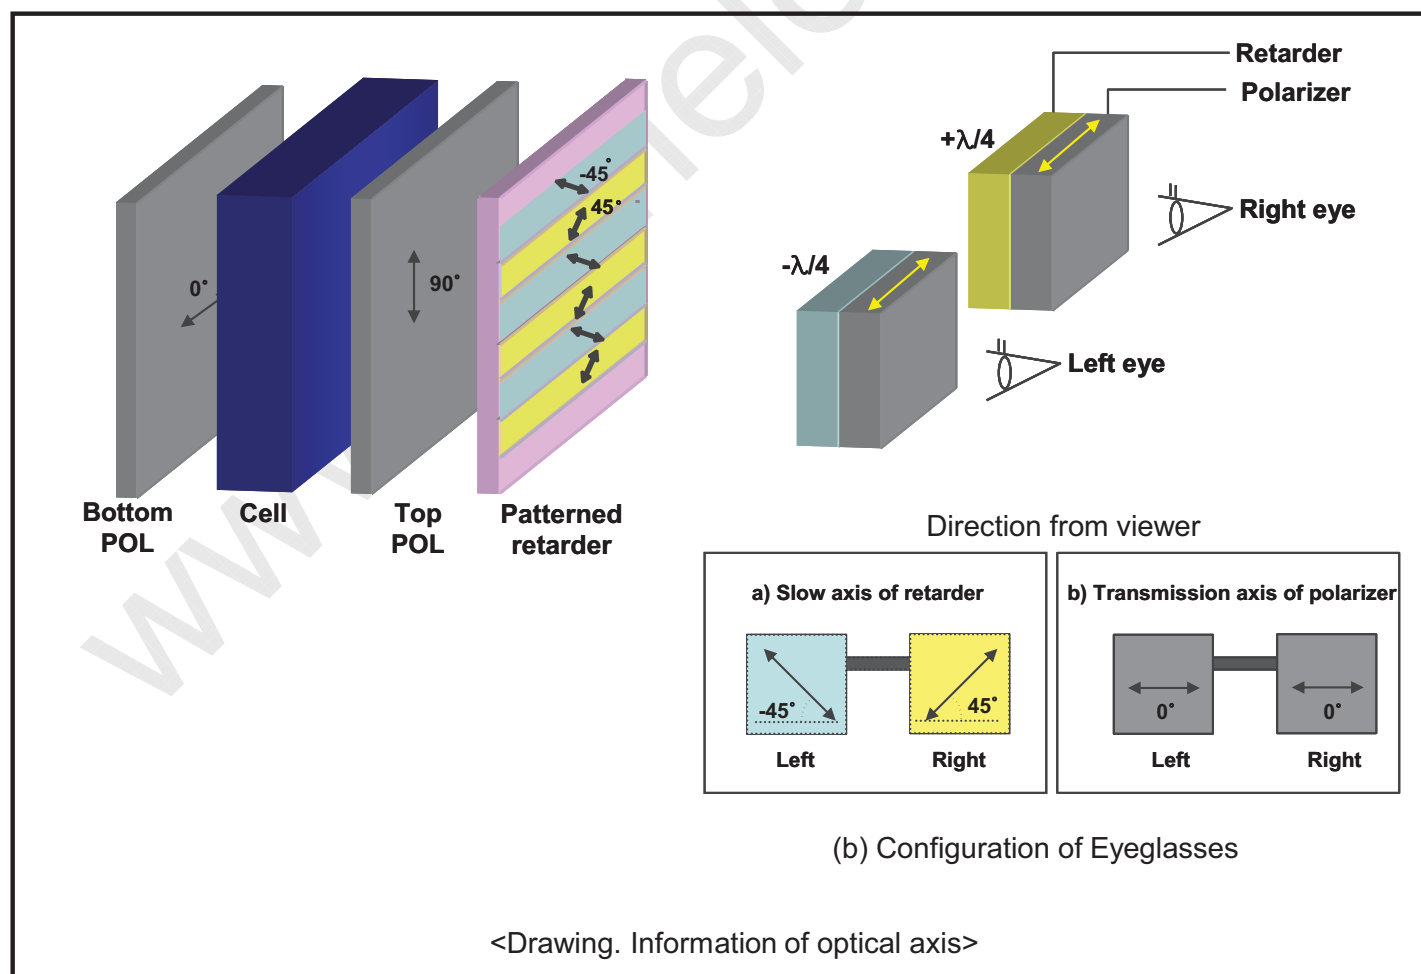 Retarder
Polarizer
+λ/4
-45°
45°
Right eye
-λ/4
0°
90°
Left eye
Bottom
POL
Cell
Top
POL
Patterned
retarder
Direction from viewer
a) Slow axis of retarder
-45°
45°
Left
Right
b) Transmission axis of polarizer
0°
0°
Left
Right
(b) Configuration of Eyeglasses
<Drawing. Information of optical axis>